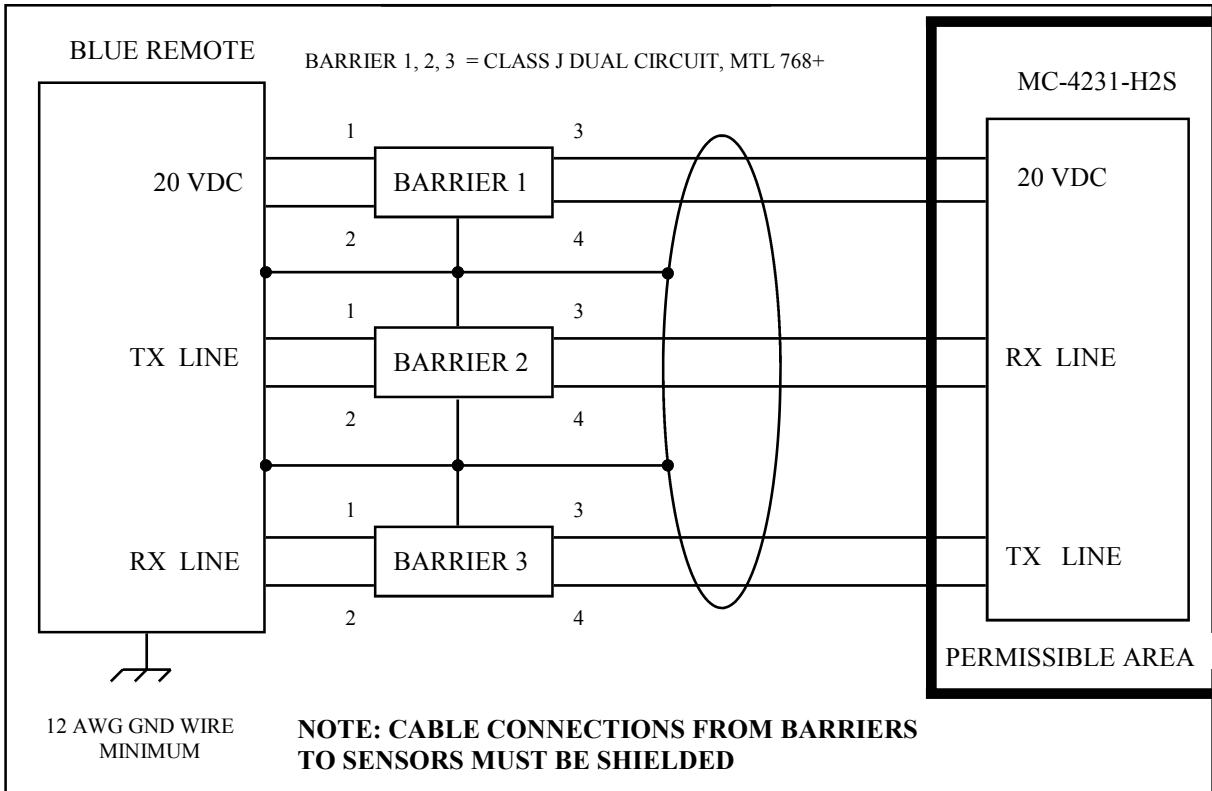 BLUE REMOTE
BARRIER 1, 2, 3 = CLASS J DUAL CIRCUIT, MTL 768+
MC-4231-H2S
1
3
20 VDC
BARRIER 1
20 VDC
2
4
1
3
TX LINE
BARRIER 2
RX LINE
2
4
1
3
RX LINE
BARRIER 3
TX LINE
2
4
PERMISSIBLE AREA
12 AWG GND WIRE
MINIMUM
NOTE: CABLE CONNECTIONS FROM BARRIERS
TO SENSORS MUST BE SHIELDED